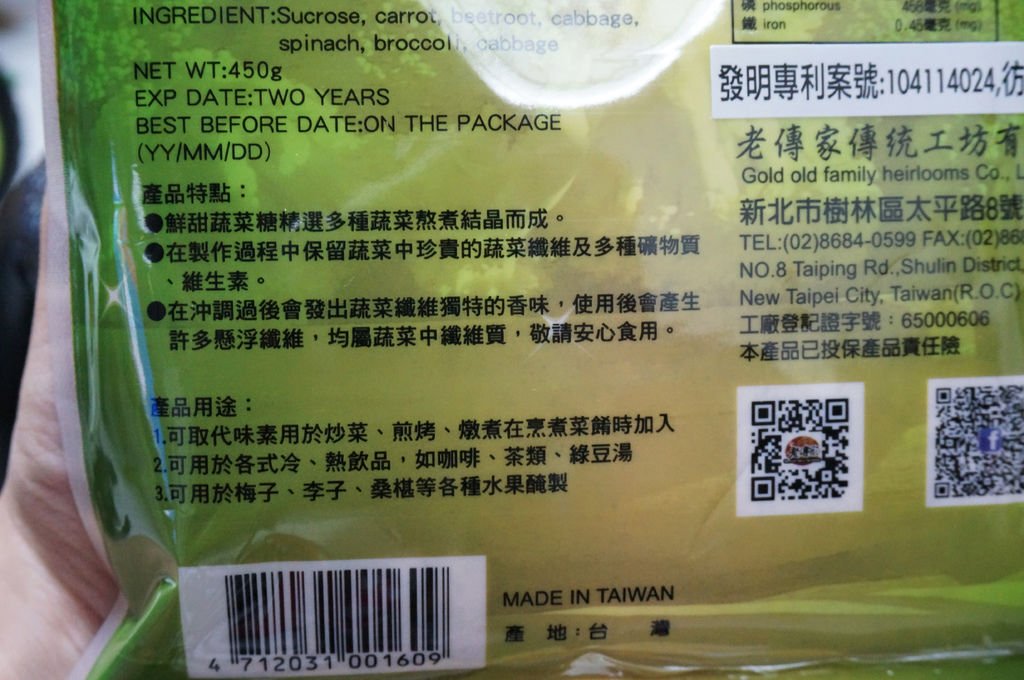 INGREDIENT:Sucrose, carrot, beetroot, cabbage,
spinach, broccoli, cabbage
NET WT:450g
EXP DATE:TWO YEARS
BEST BEFORE DATE:ON THE PACKAGE
(YY/MM/DD)
產品特點：
●鮮甜蔬菜糖精選多種蔬菜熬煮結晶而成。
●在製作過程中保留蔬菜中珍貴的蔬菜纖維及多種礦物質
、維生素。
●在沖調過後會發出蔬菜纖維獨特的香味，使用後會產生
許多懸浮纖維，均屬蔬菜中纖維質，敬請安心食用。
產品用途：
1.可取代味素用於炒菜、煎烤、燉煮在烹煮菜餚時加入
2.可用於各式冷、熱飲品，如咖啡、茶類、綠豆湯
3.可用於梅子、李子、桑椹等各種水果醃製
4 712031 001609
MADE IN TAIWAN
產 地：台 灣
磷 phosphorous 458毫克 (mg)
鐵 iron 0.45毫克 (mg)
發明專利案號:104114024,仿
老傳家傳統工坊有
Gold old family heirlooms Co., L
新北市樹林區太平路8號
TEL:(02)8684-0599 FAX:(02)86
NO.8 Taiping Rd.,Shulin District,
New Taipei City, Taiwan(R.O.C)
工廠登記證字號：65000606
本產品已投保產品責任險